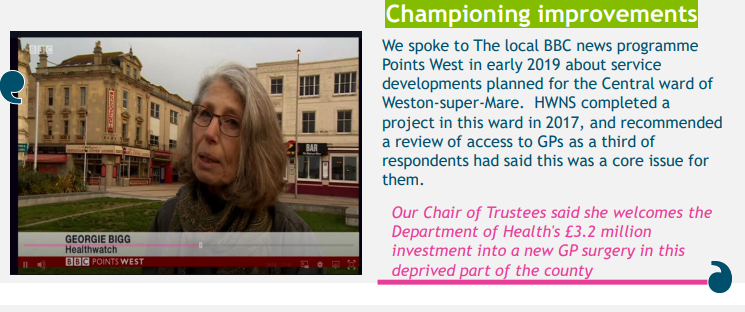 Championing improvements
We spoke to The local BBC news programme
Points West in early 2019 about service
developments planned for the Central ward of
Weston-super-Mare.  HWNS completed a
project in this ward in 2017, and recommended
a review of access to GPs as a third of
respondents had said this was a core issue for
them.
Our Chair of Trustees said she welcomes the
Department of Health's £3.2 million
investment into a new GP surgery in this
deprived part of the county
BBC
BAR
GEORGIE BIGG
Healthwatch
BBC POINTS WEST